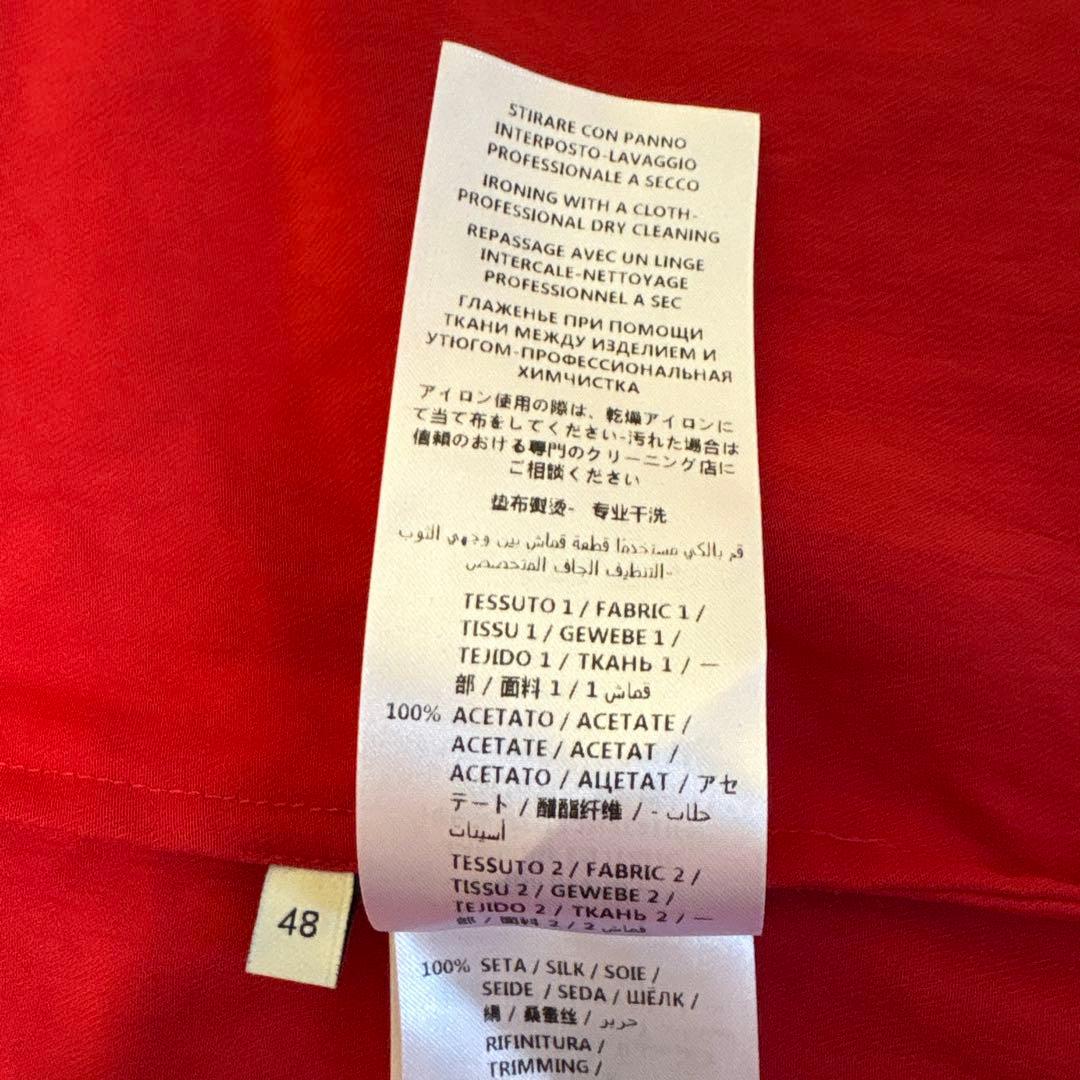 STIRARE CON PANNO
INTERPOSTO-LAVAGGIO
PROFESSIONALE A SECCO
IRONING WITH A CLOTH-
PROFESSIONAL DRY CLEANING
REPASSAGE AVEC UN LINGE
INTERCALE-NETTOYAGE
PROFESSIONNEL A SEC
ГЛАЖЕНЬЕ ПРИ ПОМОЩИ
ТКАНИ МЕЖДУ ИЗДЕЛИЕМ И
УТЮГОМ-ПРОФЕССИОНАЛЬНАЯ
ХИМЧИСТКА
アイロン使用の際は、乾燥アイロンに
て当て布をしてください-汚れた場合は
信頼のおける専門のクリーニング店に
ご相談ください
垫布熨烫- 专业干洗
قم بالكي مستخدمًا قطعة قماش بين وجهي الثوب
-التنظيف الجاف المتخصص
TESSUTO 1 / FABRIC 1 /
TISSU 1 / GEWEBE 1 /
TEJIDO 1 / ТКАНЬ 1 / 一
部 / 面料 1 / 1 قماش
100% ACETATO / ACETATE /
ACETATE / ACETAT /
ACETATO / АЦЕТАТ / アセ
テート / 醋酯纤维 / - خلات
أسيتات
TESSUTO 2 / FABRIC 2 /
TISSU 2 / GEWEBE 2 /
TEJIDO 2 / ТКАНЬ 2 / 一
部 / 面料 2 / 2 قماش
48
100% SETA / SILK / SOIE /
SEIDE / SEDA / ШЁЛК /
絹 / 桑蚕丝 / حرير
RIFINITURA /
TRIMMING /